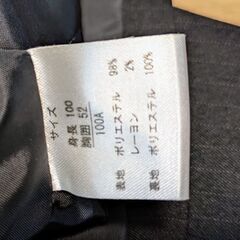 サイズ
身長 100
胸囲 52
100A
表地 ポリエステル 98%
レーヨン 2%
裏地 ポリエステル 100%